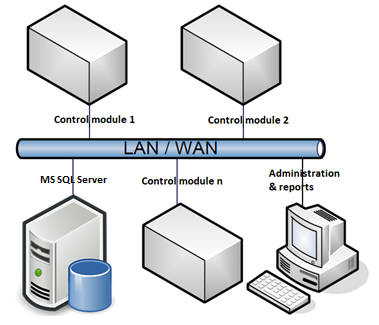 Control module 1
Control module 2
LAN / WAN
MS SQL Server
Control module n
Administration
& reports